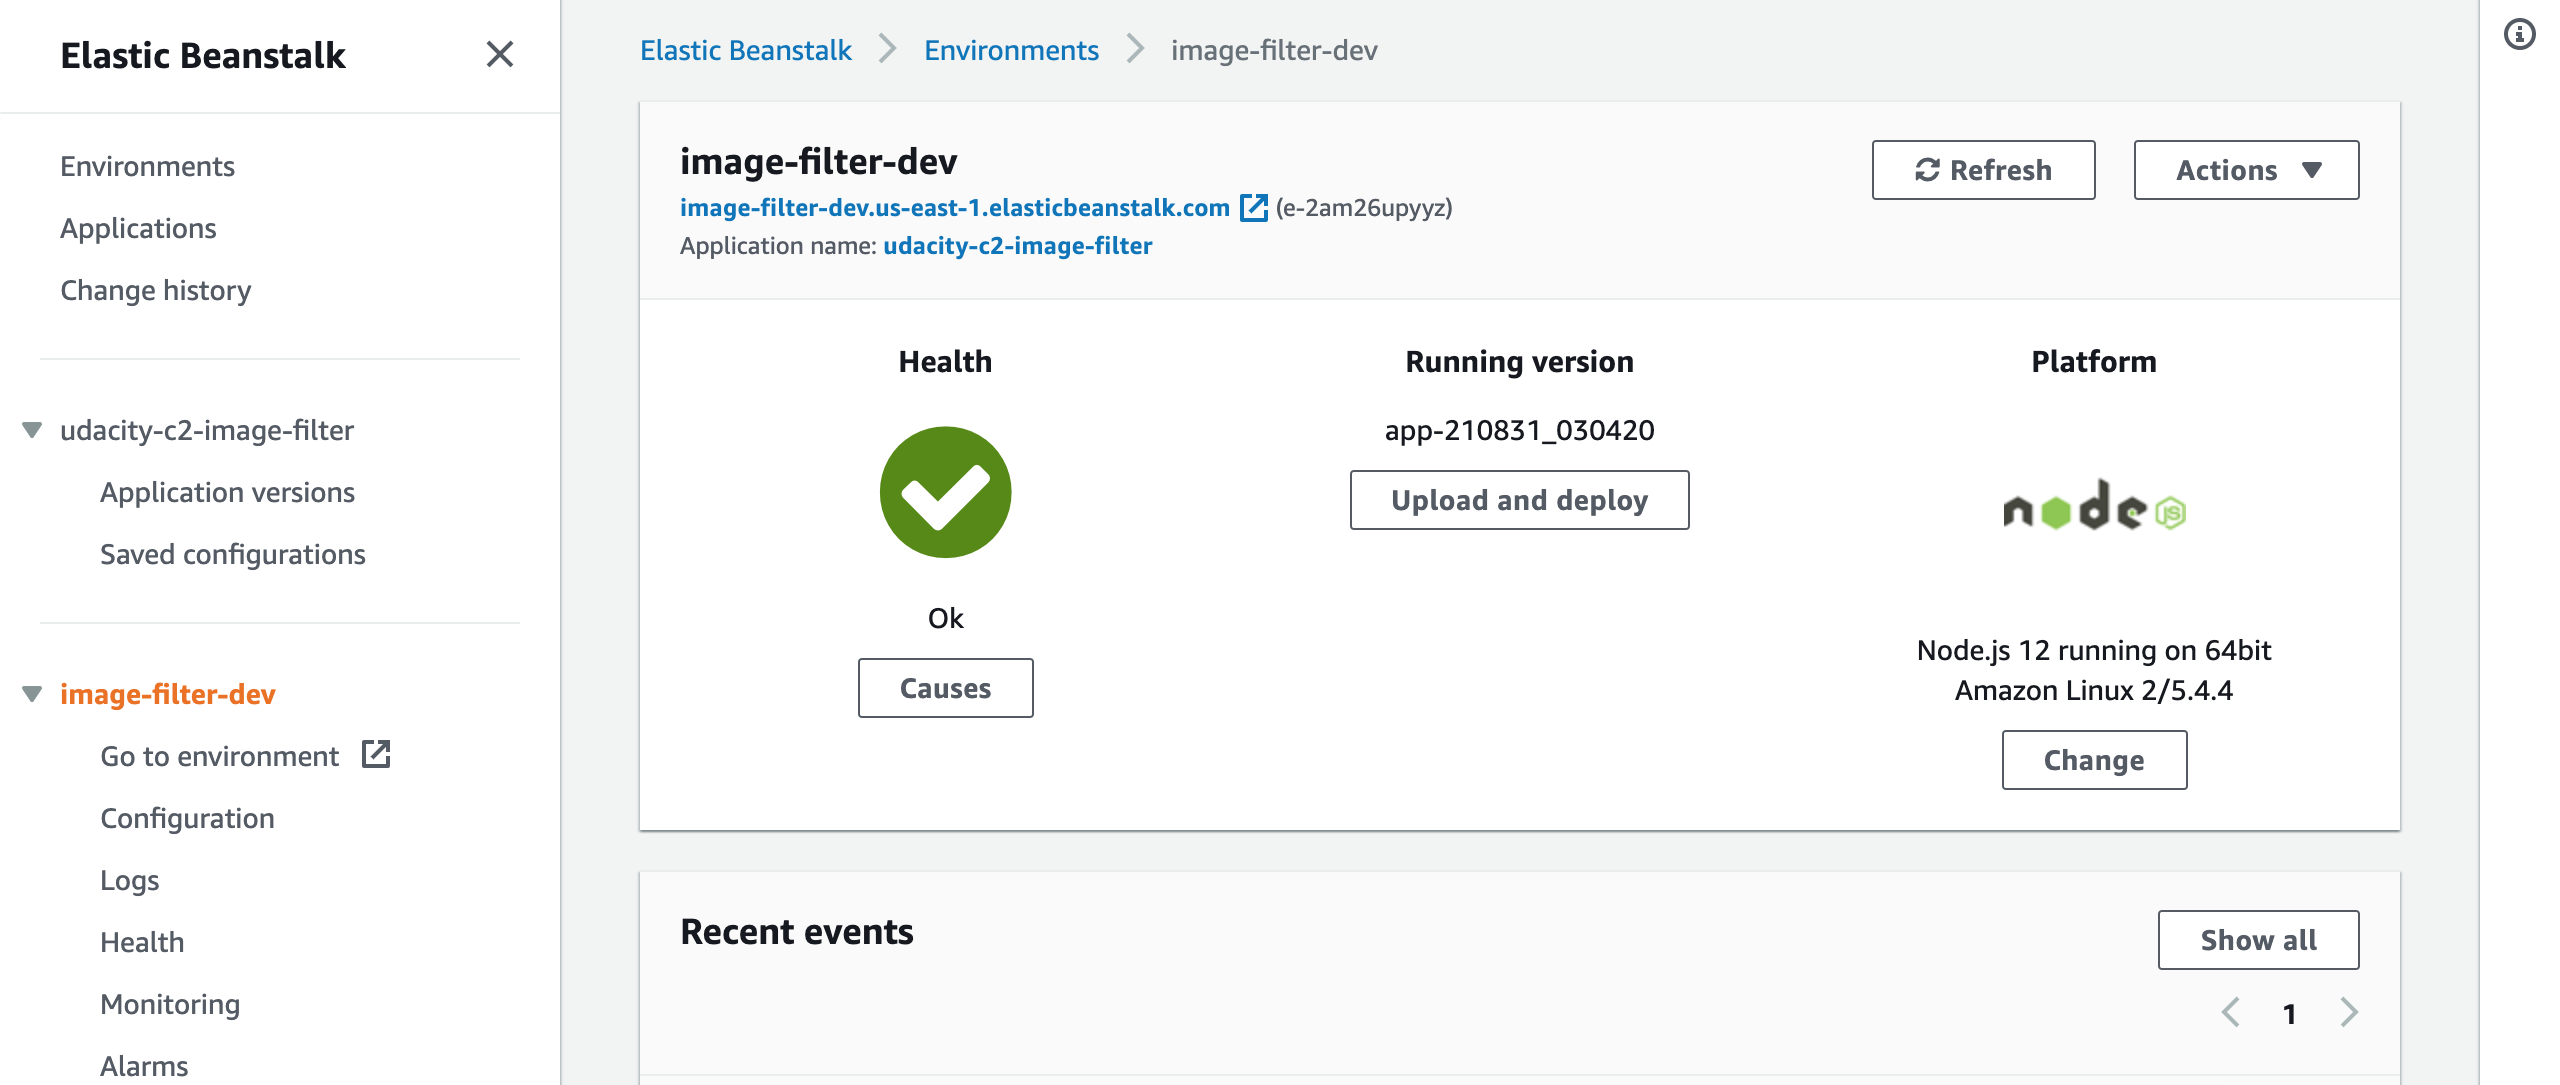 Elastic Beanstalk
Environments
Applications
Change history
udacity-c2-image-filter
Application versions
Saved configurations
image-filter-dev
Go to environment
Configuration
Logs
Health
Monitoring
Alarms
Elastic Beanstalk Environments image-filter-dev
image-filter-dev
image-filter-dev.us-east-1.elasticbeanstalk.com (e-2am26upyyz)
Application name: udacity-c2-image-filter
Refresh
Actions
Health
Ok
Causes
Running version
app-210831_030420
Upload and deploy
Platform
node JS
Node.js 12 running on 64bit
Amazon Linux 2/5.4.4
Change
Recent events
Show all
1